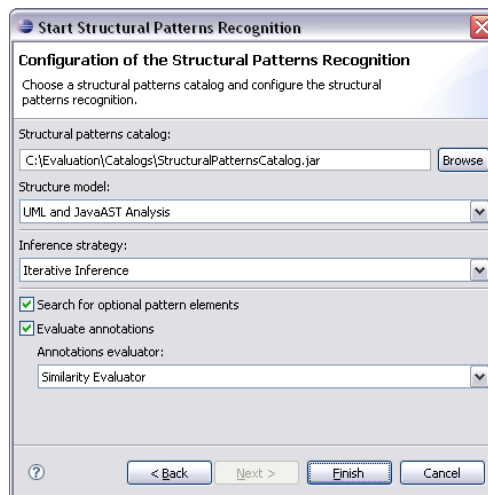 Start Structural Patterns Recognition
Configuration of the Structural Patterns Recognition
Choose a structural patterns catalog and configure the structural
patterns recognition.
Structural patterns catalog:
C:\Evaluation\Catalogs\StructuralPatternsCatalog.jar
Browse
Structure model:
UML and JavaAST Analysis
Inference strategy:
Iterative Inference
Search for optional pattern elements
Evaluate annotations
Annotations evaluator:
Similarity Evaluator
? < Back Next > Finish Cancel